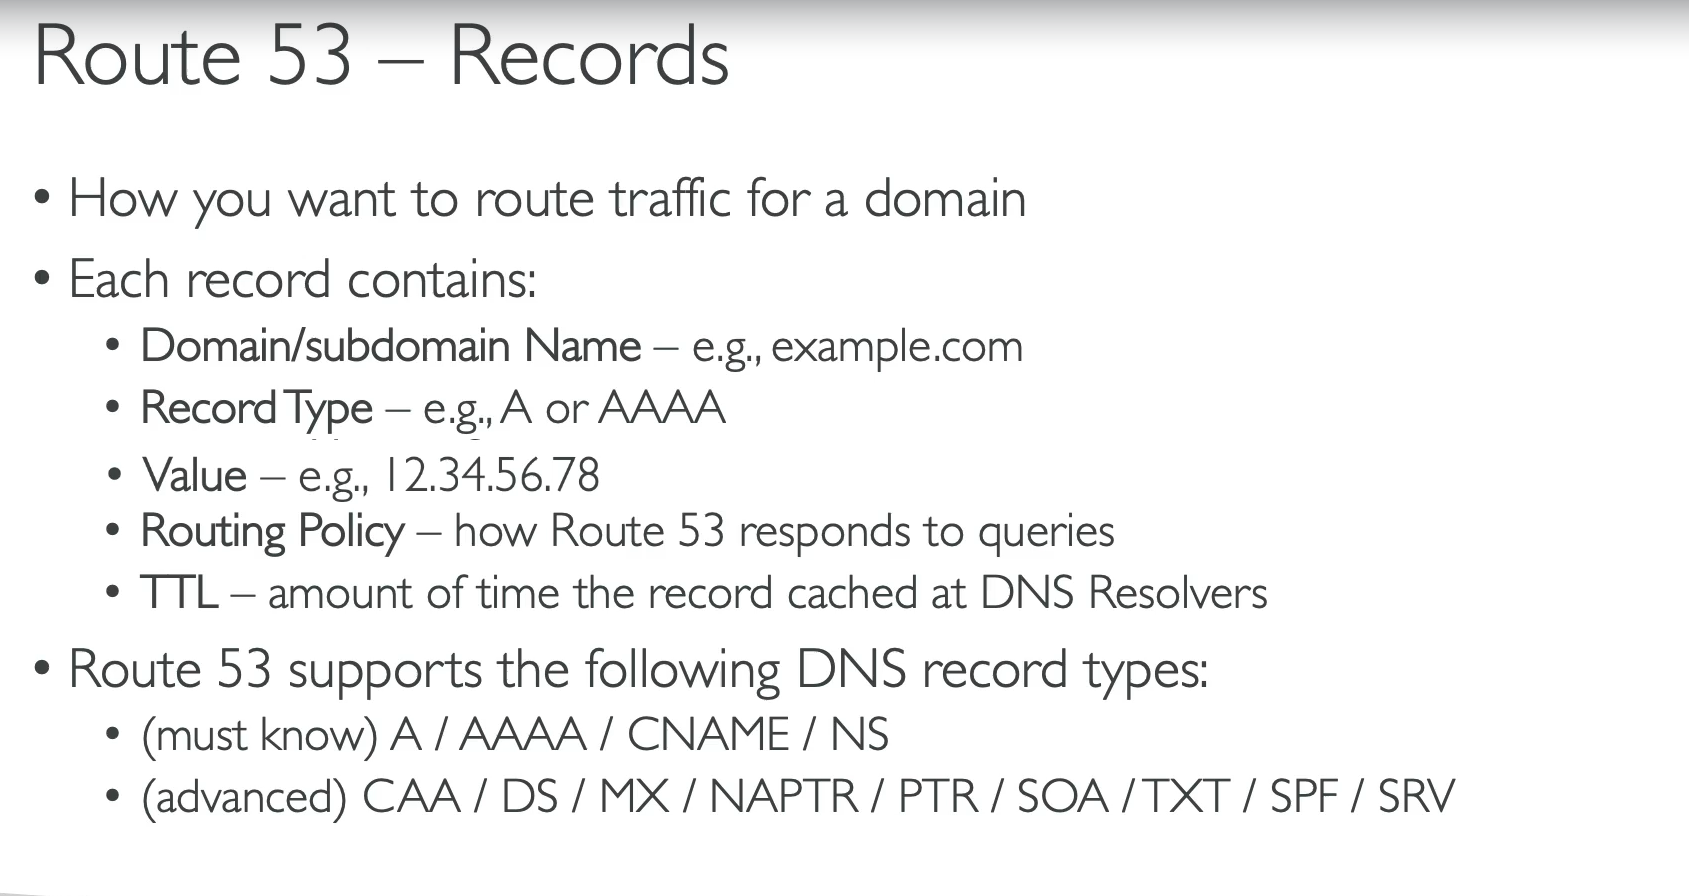 Route 53 – Records
• How you want to route traffic for a domain
• Each record contains:
• Domain/subdomain Name – e.g., example.com
• Record Type – e.g., A or AAAA
• Value – e.g., 12.34.56.78
• Routing Policy – how Route 53 responds to queries
• TTL – amount of time the record cached at DNS Resolvers
• Route 53 supports the following DNS record types:
• (must know) A / AAAA / CNAME / NS
• (advanced) CAA / DS / MX / NAPTR / PTR / SOA / TXT / SPF / SRV